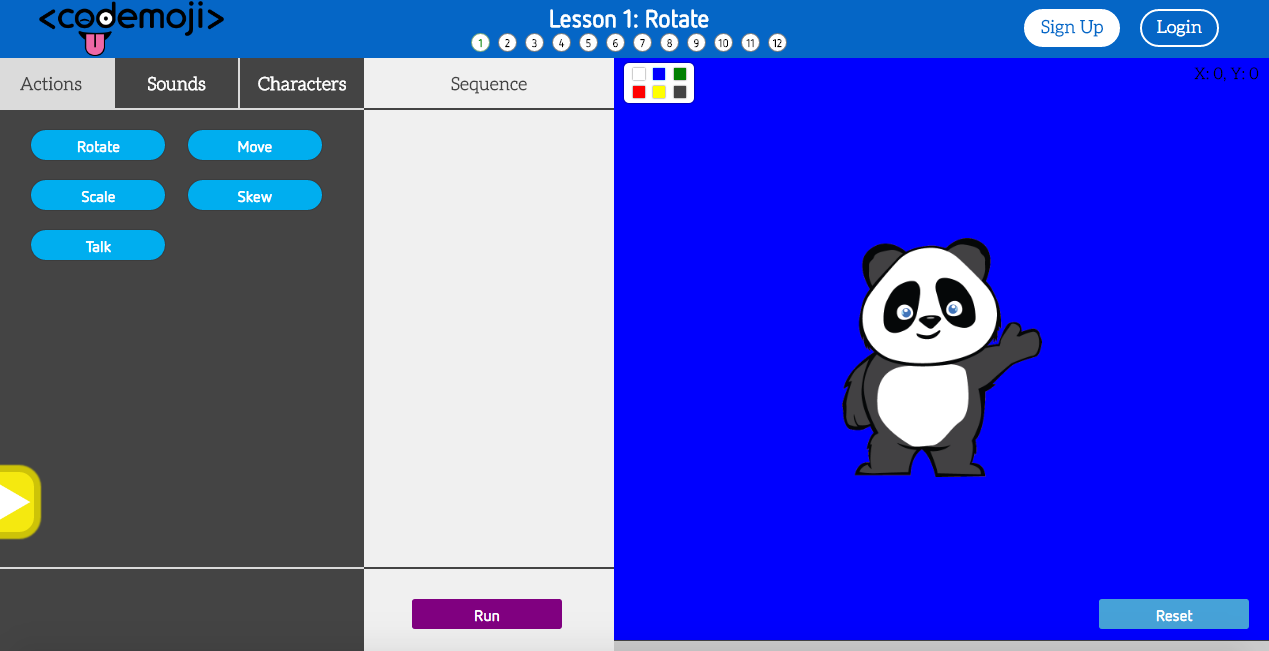 <codemoji>
Lesson 1: Rotate
1 2 3 4 5 6 7 8 9 10 11 12
Sign Up
Login
Actions
Sounds
Characters
Sequence
X: 0, Y: 0
Rotate
Move
Scale
Skew
Talk
Run
Reset